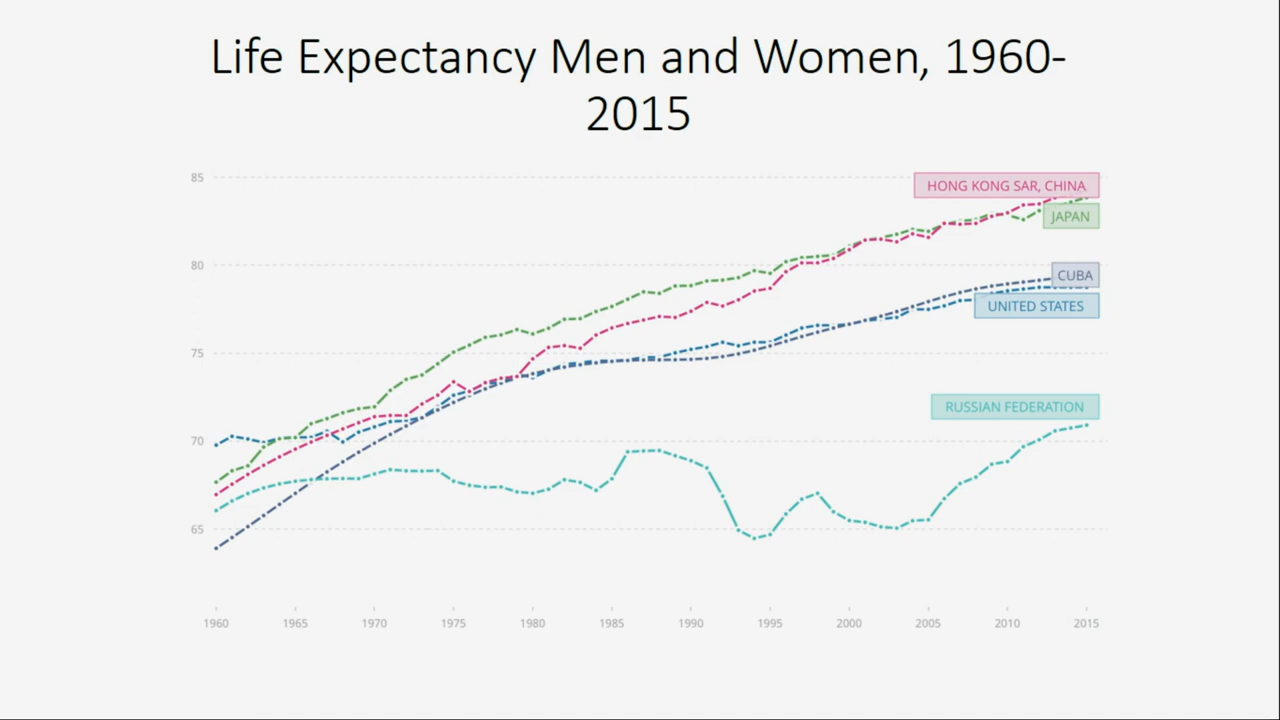 Life Expectancy Men and Women, 1960-
2015
85
HONG KONG SAR, CHINA
JAPAN
80
CUBA
UNITED STATES
75
RUSSIAN FEDERATION
70
65
1960 1965 1970 1975 1980 1985 1990 1995 2000 2005 2010 2015